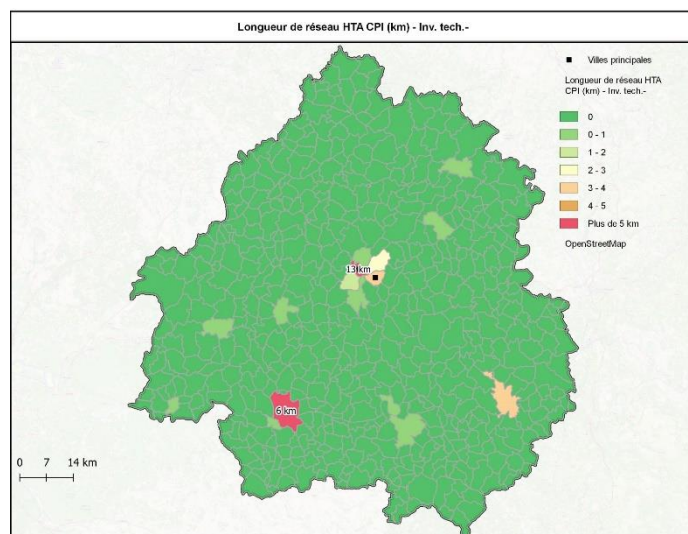 Longueur de réseau HTA CPI (km) - Inv. tech.-
Villes principales
Longueur de réseau HTA
CPI (km) - Inv. tech.-
0
0 - 1
1 - 2
2 - 3
3 - 4
4 - 5
Plus de 5 km
OpenStreetMap
13 km
6 km
0 7 14 km